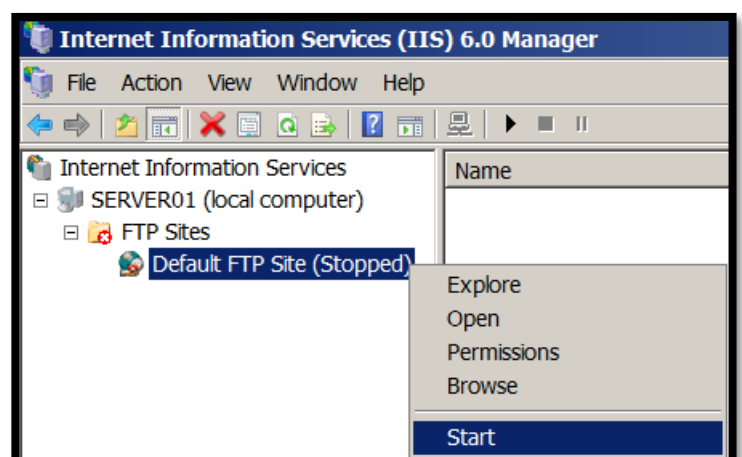 Internet Information Services (IIS) 6.0 Manager
File Action View Window Help
Internet Information Services
SERVER01 (local computer)
FTP Sites
Default FTP Site (Stopped)
Name
Explore
Open
Permissions
Browse
Start